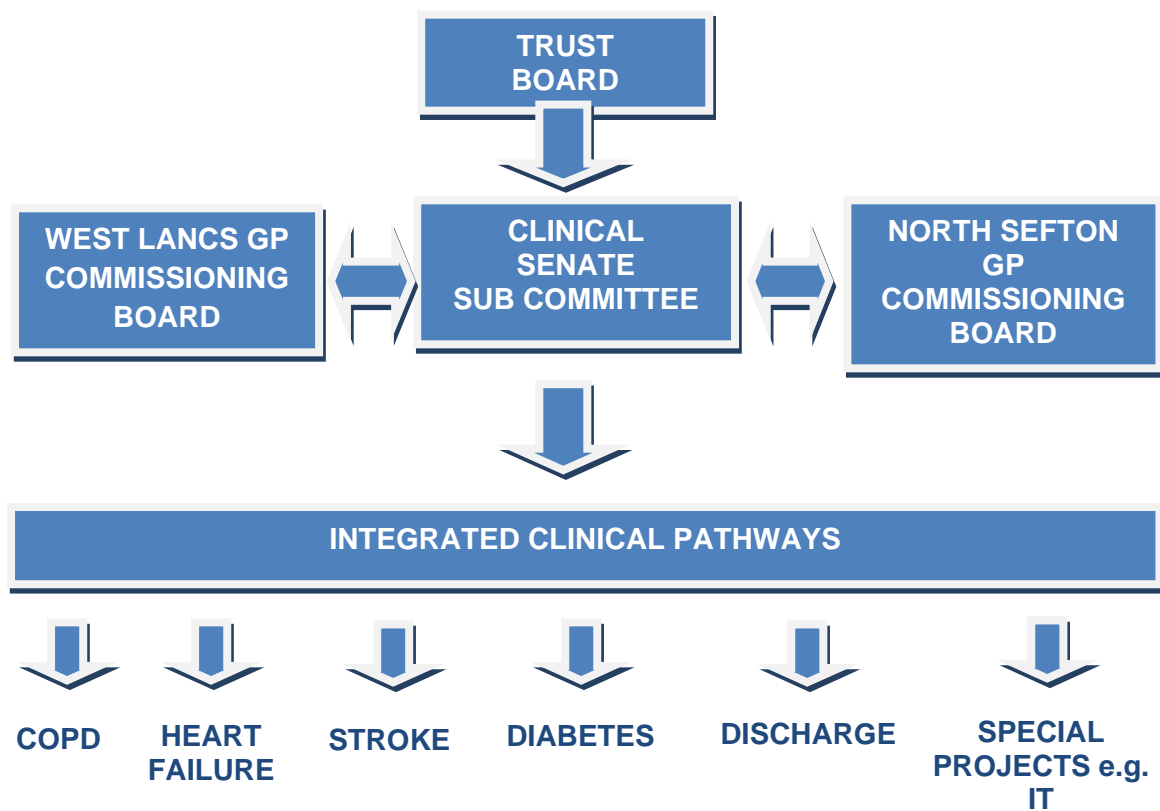 TRUST
BOARD
WEST LANCS GP
COMMISSIONING
BOARD
CLINICAL
SENATE
SUB COMMITTEE
NORTH SEFTON
GP
COMMISSIONING
BOARD
INTEGRATED CLINICAL PATHWAYS
COPD
HEART
FAILURE
STROKE
DIABETES
DISCHARGE
SPECIAL
PROJECTS e.g.
IT